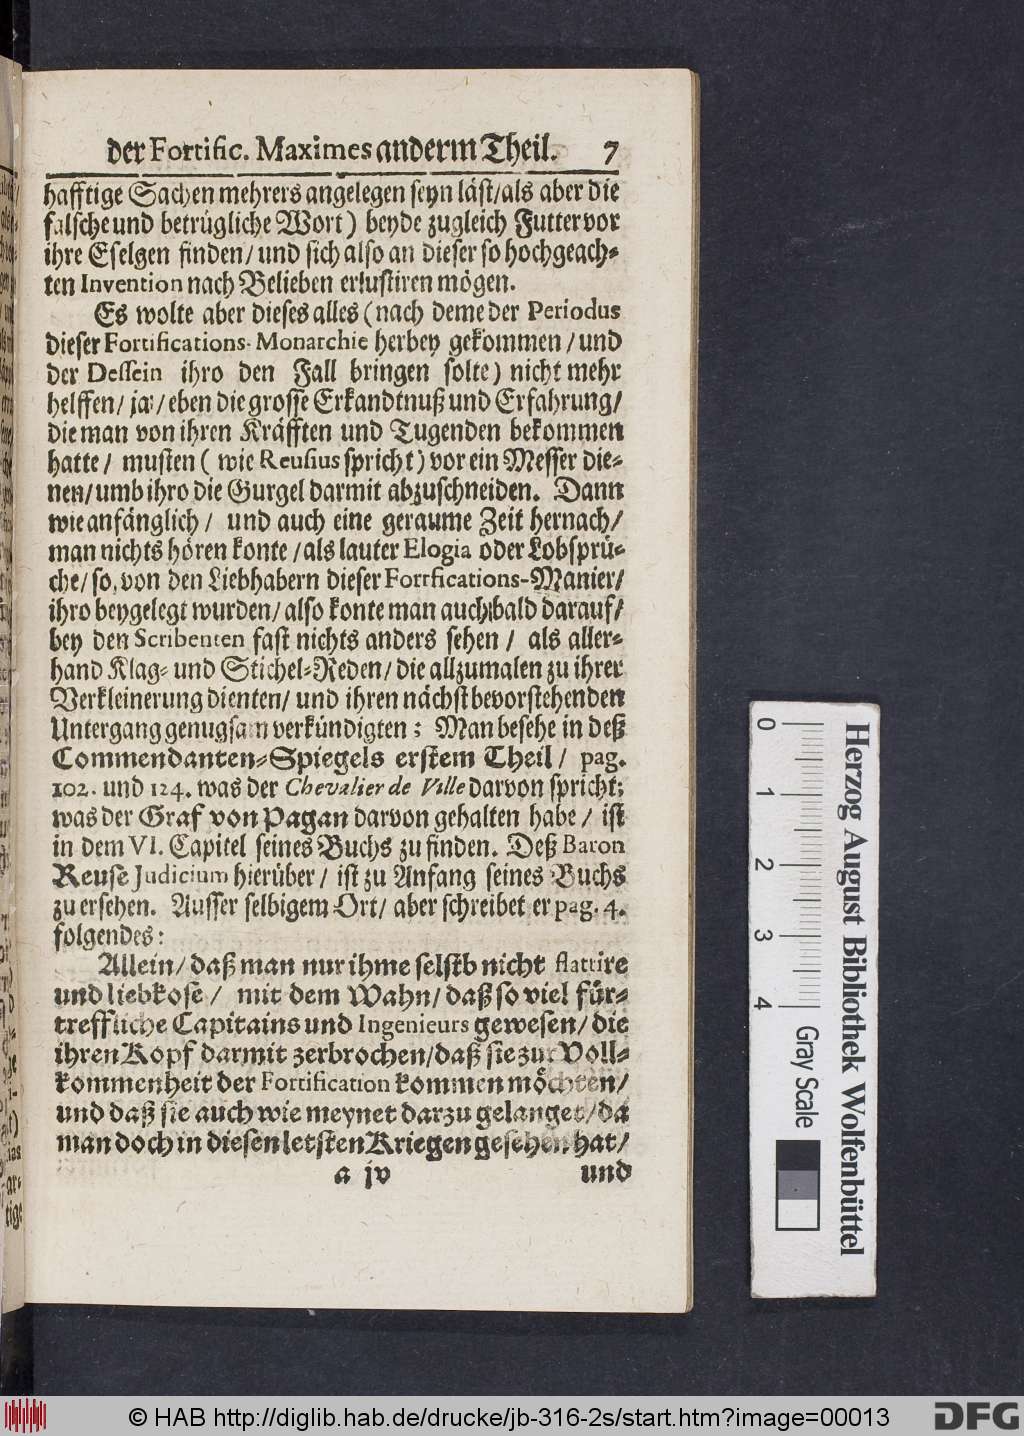 der Fortific. Maximes anderm Theil. 7
hafftige Sachen mehrers angelegen seyn läst/als aber die
falsche und betrügliche Wort) beyde zugleich Futter vor
ihre Eselgen finden/ und sich also an dieser so hochgeach-
ten Invention nach Belieben erlustiren mögen.
Es wolte aber dieses alles (nach deme der Periodus
dieser Fortifications-Monarchie herbey gekommen / und
der Dessein ihro den Fall bringen solte) nicht mehr
helffen/ ja:/ eben die grosse Erkandtnuß und Erfahrung/
die man von ihren Kräfften und Tugenden bekommen
hatte / musten ( wie Reusius spricht) vor ein Messer die-
nen/ umb ihro die Gurgel darmit abzuschneiden. Dann
wie anfänglich / und auch eine geraume Zeit hernach/
man nichts hören konte / als lauter Elogia oder Lobsprü-
che/ so, von den Liebhabern dieser Fortfications-Manier/
ihro beygelegt wurden/ also konte man auch bald darauf/
bey den Scribenten fast nichts anders sehen / als aller-
hand Klag- und Stichel-Reden/ die allzumalen zu ihrer
Verkleinerung dienten/ und ihren nächst bevorstehenden
Untergang genugsam verkündigten; Man besehe in deß
Commendanten-Spiegels erstem Theil / pag.
102. und 124. was der Chevalier de Ville darvon spricht;
was der Graf von Pagan darvon gehalten habe / ist
in dem VI. Capitel seines Buchs zu finden. Deß Baron
Reuse Judicium hierüber / ist zu Anfang seines Buchs
zu ersehen. Ausser selbigem Ort/ aber schreibet er pag. 4.
folgendes:
Allein/ daß man nur ihme selstb nicht flattire
und liebkose / mit dem Wahn/ daß so viel für-
treffliche Capitains und Ingenieurs gewesen/ die
ihren Kopf darmit zerbrochen/daß sie zur Voll-
kommenheit der Fortification kommen möchten/
und daß sie auch wie meynet darzu gelanget/ da
man doch in diesen letsten Kriegen gesehen hat/
a jv und
0 1 2 3 4
Gray Scale
Herzog August Bibliothek Wolfenbüttel
© HAB http://diglib.hab.de/drucke/jb-316-2s/start.htm?image=00013
DFG